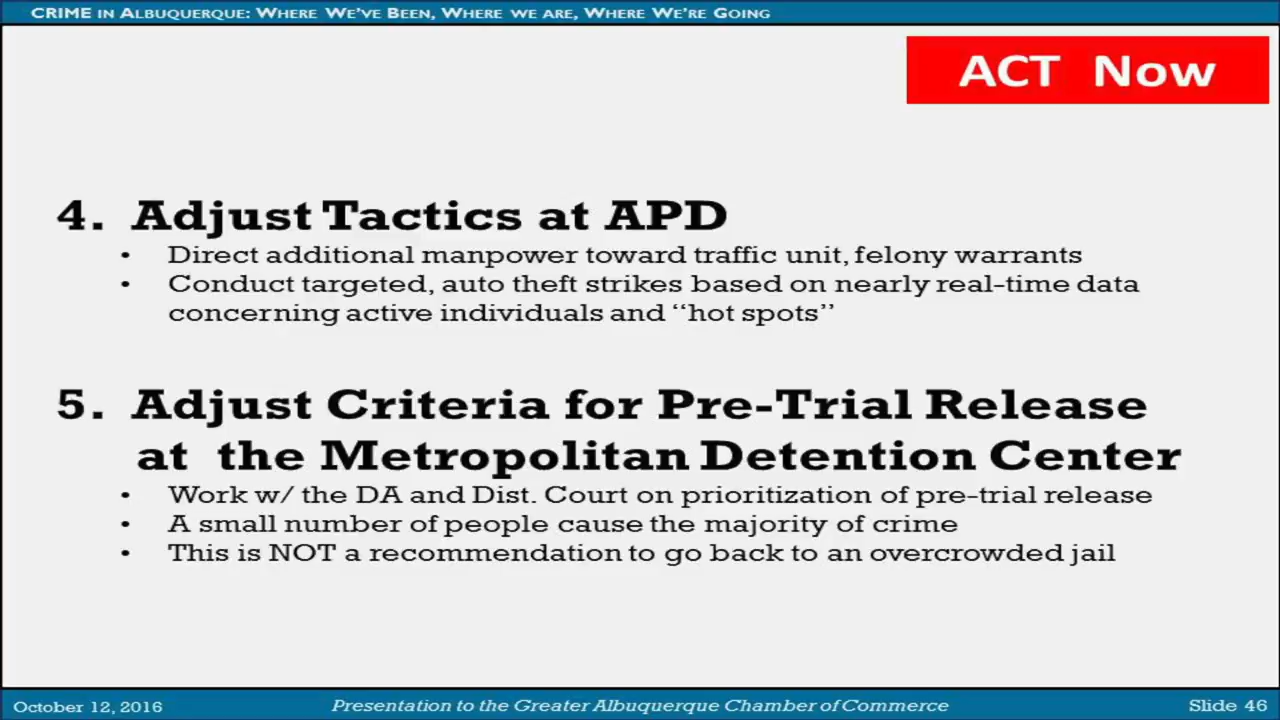 CRIME IN ALBUQUERQUE: WHERE WE'VE BEEN, WHERE WE ARE, WHERE WE'RE GOING
ACT Now
4. Adjust Tactics at APD
• Direct additional manpower toward traffic unit, felony warrants
• Conduct targeted, auto theft strikes based on nearly real-time data
concerning active individuals and “hot spots”
5. Adjust Criteria for Pre-Trial Release
at the Metropolitan Detention Center
• Work w/ the DA and Dist. Court on prioritization of pre-trial release
• A small number of people cause the majority of crime
• This is NOT a recommendation to go back to an overcrowded jail
October 12, 2016
Presentation to the Greater Albuquerque Chamber of Commerce
Slide 46